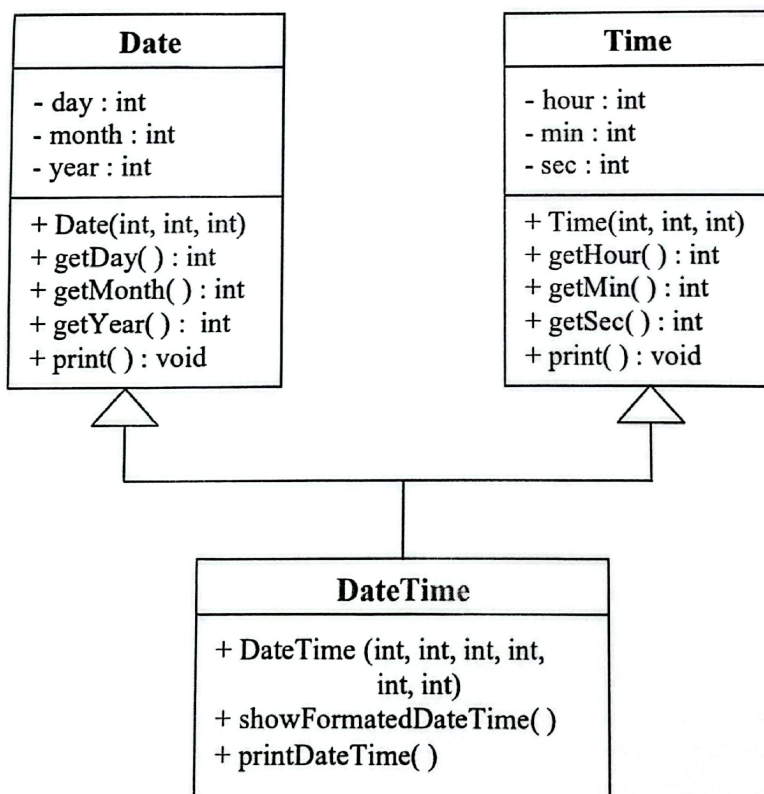 Date
- day : int
- month : int
- year : int
+ Date(int, int, int)
+ getDay( ) : int
+ getMonth( ) : int
+ getYear( ) : int
+ print( ) : void
Time
- hour : int
- min : int
- sec : int
+ Time(int, int, int)
+ getHour( ) : int
+ getMin( ) : int
+ getSec( ) : int
+ print( ) : void
DateTime
+ DateTime (int, int, int, int,
int, int)
+ showFormatedDateTime( )
+ printDateTime( )